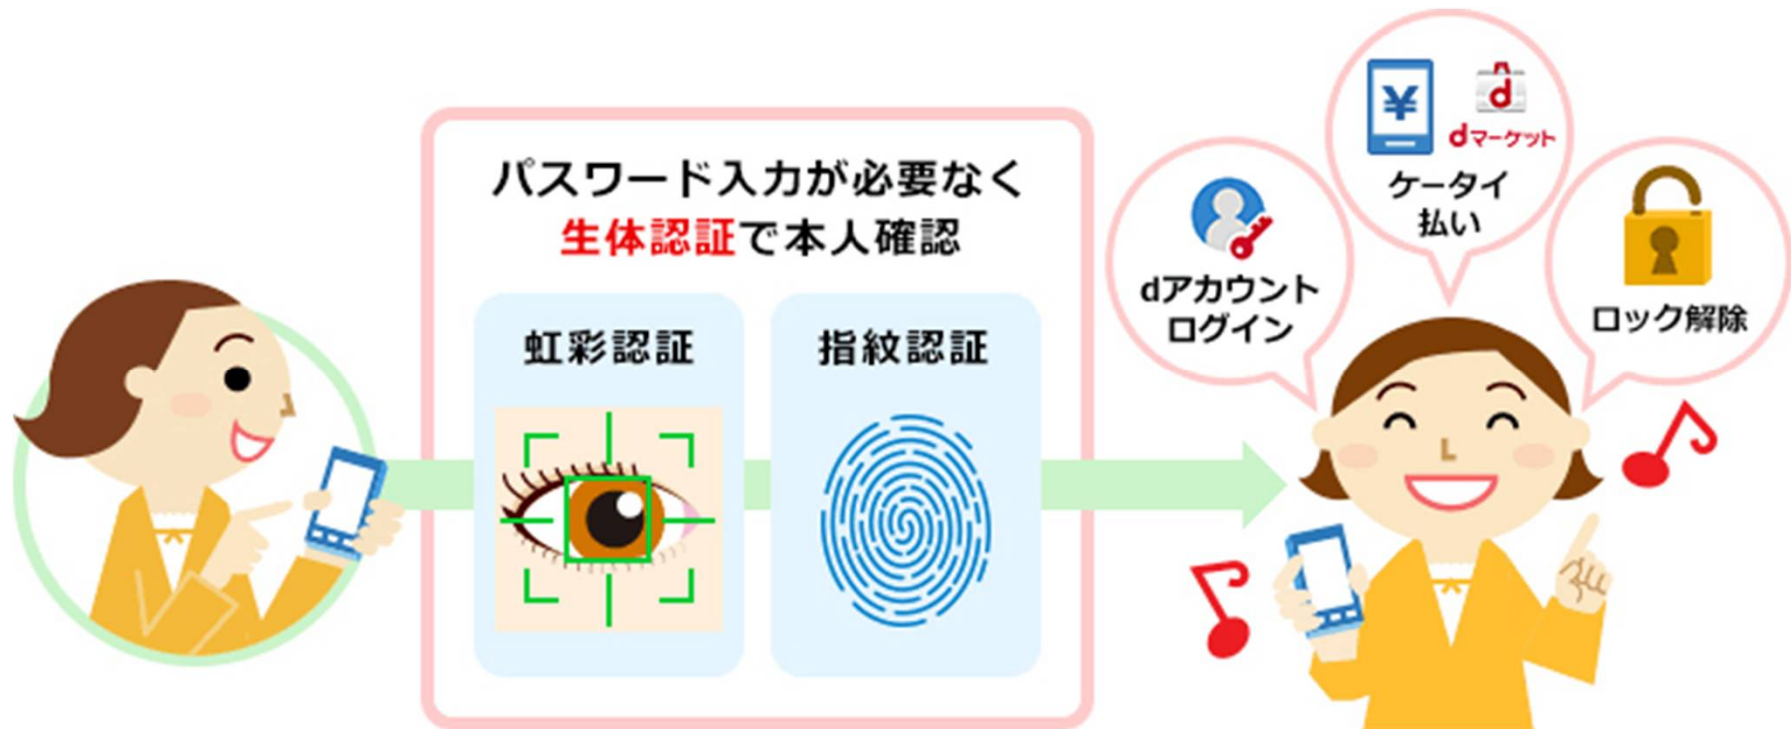 パスワード入力が必要なく
生体認証で本人確認
虹彩認証
指紋認証
dアカウント
ログイン
¥
d
dマーケット
ケータイ
払い
ロック解除